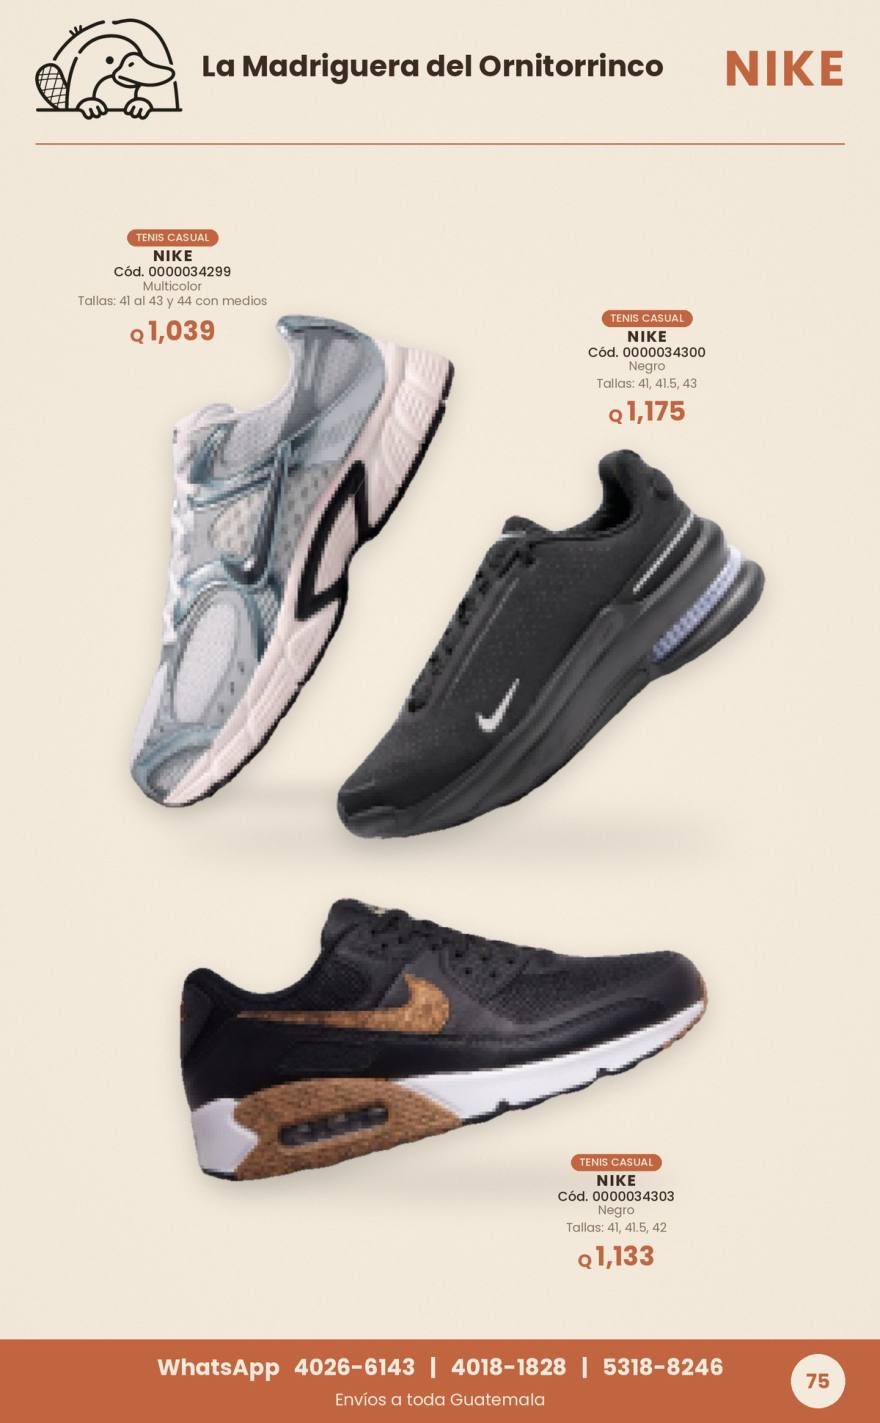 La Madriguera del Ornitorrinco
NIKE
TENIS CASUAL
NIKE
Cód. 0000034299
Multicolor
Tallas: 41 al 43 y 44 con medios
Q 1,039
TENIS CASUAL
NIKE
Cód. 0000034300
Negro
Tallas: 41, 41.5, 43
Q 1,175
TENIS CASUAL
NIKE
Cód. 0000034303
Negro
Tallas: 41, 41.5, 42
Q 1,133
WhatsApp 4026-6143 | 4018-1828 | 5318-8246
Envíos a toda Guatemala
75